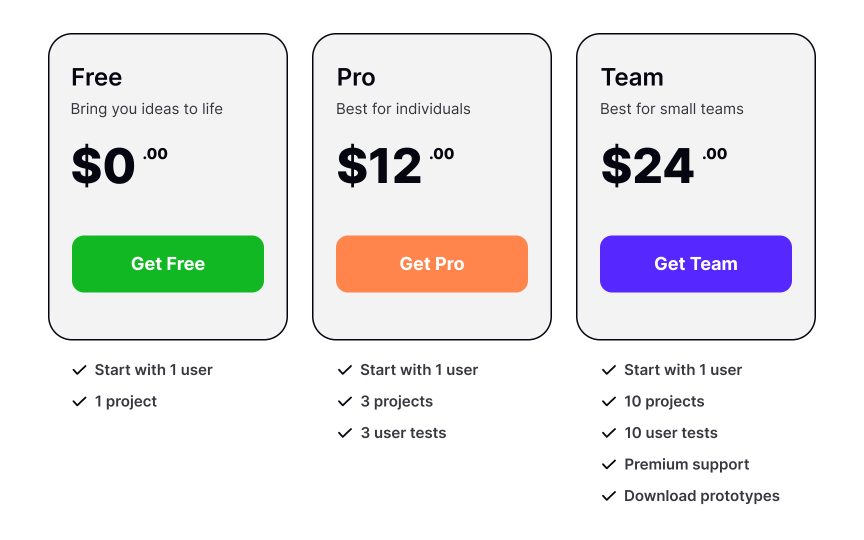 Free
Bring you ideas to life
$0.00
Get Free
Start with 1 user
1 project
Pro
Best for individuals
$12.00
Get Pro
Start with 1 user
3 projects
3 user tests
Team
Best for small teams
$24.00
Get Team
Start with 1 user
10 projects
10 user tests
Premium support
Download prototypes